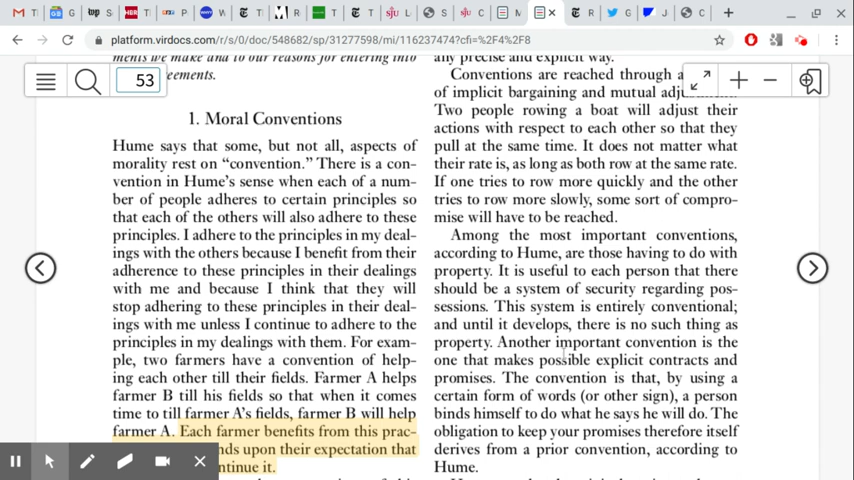 platform.virdocs.com/r/s/0/doc/548682/sp/31277598/mi/116237474?cfi=%2F4%2F8
53
ments we make and to our reasons for entering into
eements.
1. Moral Conventions
Hume says that some, but not all, aspects of
morality rest on “convention.” There is a con-
vention in Hume’s sense when each of a num-
ber of people adheres to certain principles so
that each of the others will also adhere to these
principles. I adhere to the principles in my deal-
ings with the others because I benefit from their
adherence to these principles in their dealings
with me and because I think that they will
stop adhering to these principles in their deal-
ings with me unless I continue to adhere to the
principles in my dealings with them. For exam-
ple, two farmers have a convention of help-
ing each other till their fields. Farmer A helps
farmer B till his fields so that when it comes
time to till farmer A’s fields, farmer B will help
farmer A. Each farmer benefits from this prac-
nds upon their expectation that
ntinue it.
any precise and explicit way.
Conventions are reached through a
of implicit bargaining and mutual
Two people rowing a boat will adjust their
actions with respect to each other so that they
pull at the same time. It does not matter what
their rate is, as long as both row at the same rate.
If one tries to row more quickly and the other
tries to row more slowly, some sort of compro-
mise will have to be reached.
Among the most important conventions,
according to Hume, are those having to do with
property. It is useful to each person that there
should be a system of security regarding pos-
sessions. This system is entirely conventional;
and until it develops, there is no such thing as
property. Another important convention is the
one that makes possible explicit contracts and
promises. The convention is that, by using a
certain form of words (or other sign), a person
binds himself to do what he says he will do. The
obligation to keep your promises therefore itself
derives from a prior convention, according to
Hume.